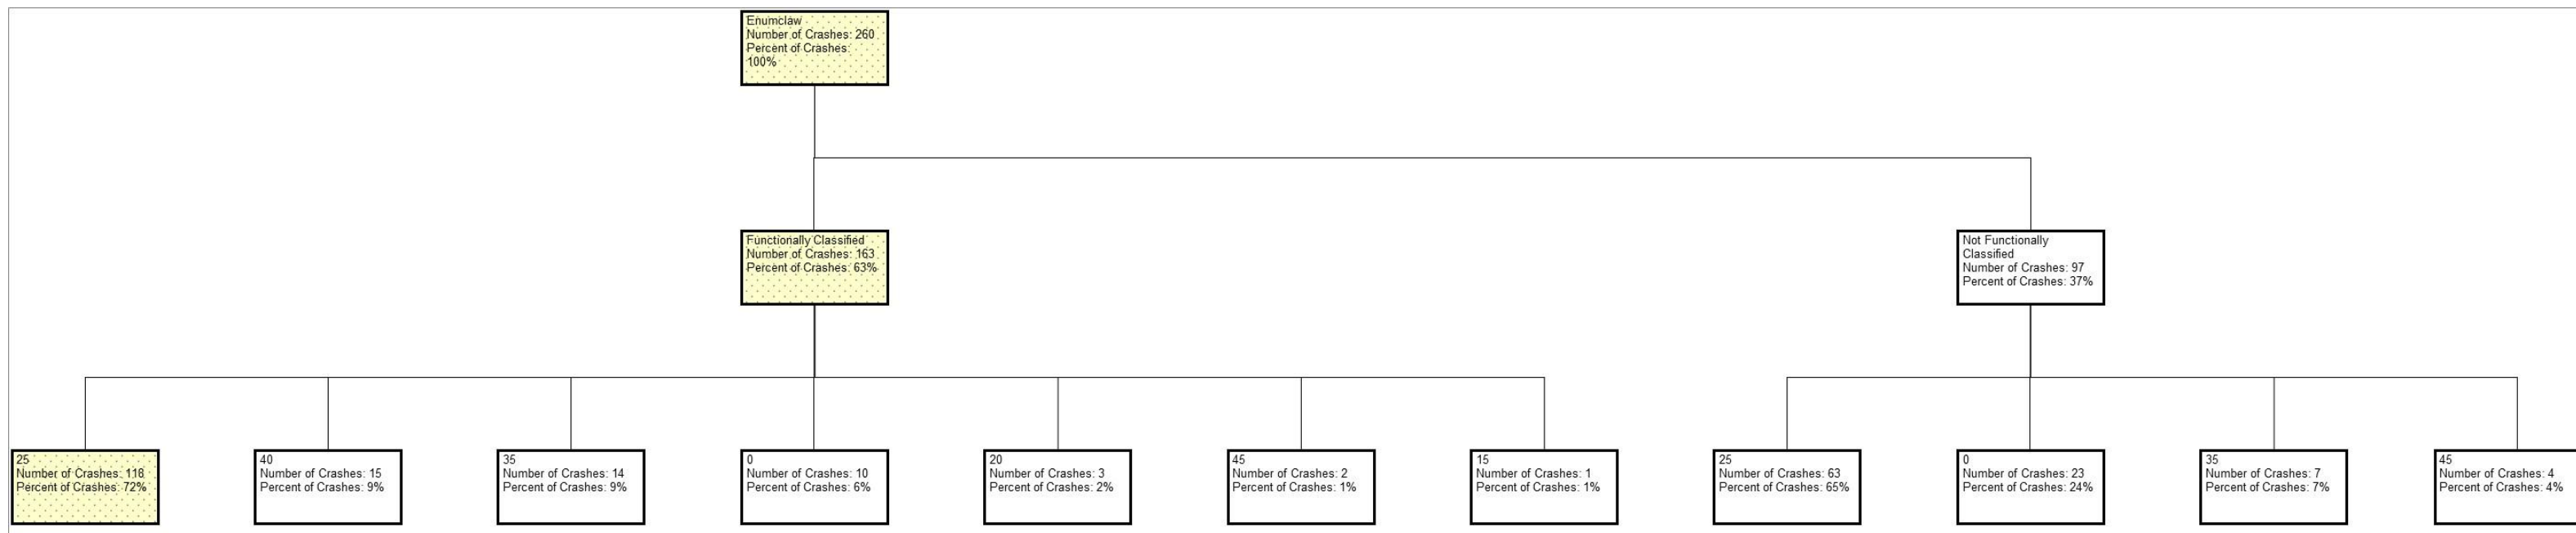 Enumclaw
Number of Crashes: 260
Percent of Crashes:
100%
Functionally Classified
Number of Crashes: 163
Percent of Crashes: 63%
Not Functionally
Classified
Number of Crashes: 97
Percent of Crashes: 37%
25
Number of Crashes: 118
Percent of Crashes: 72%
40
Number of Crashes: 15
Percent of Crashes: 9%
35
Number of Crashes: 14
Percent of Crashes: 9%
0
Number of Crashes: 10
Percent of Crashes: 6%
20
Number of Crashes: 3
Percent of Crashes: 2%
45
Number of Crashes: 2
Percent of Crashes: 1%
15
Number of Crashes: 1
Percent of Crashes: 1%
25
Number of Crashes: 63
Percent of Crashes: 65%
0
Number of Crashes: 23
Percent of Crashes: 24%
35
Number of Crashes: 7
Percent of Crashes: 7%
45
Number of Crashes: 4
Percent of Crashes: 4%